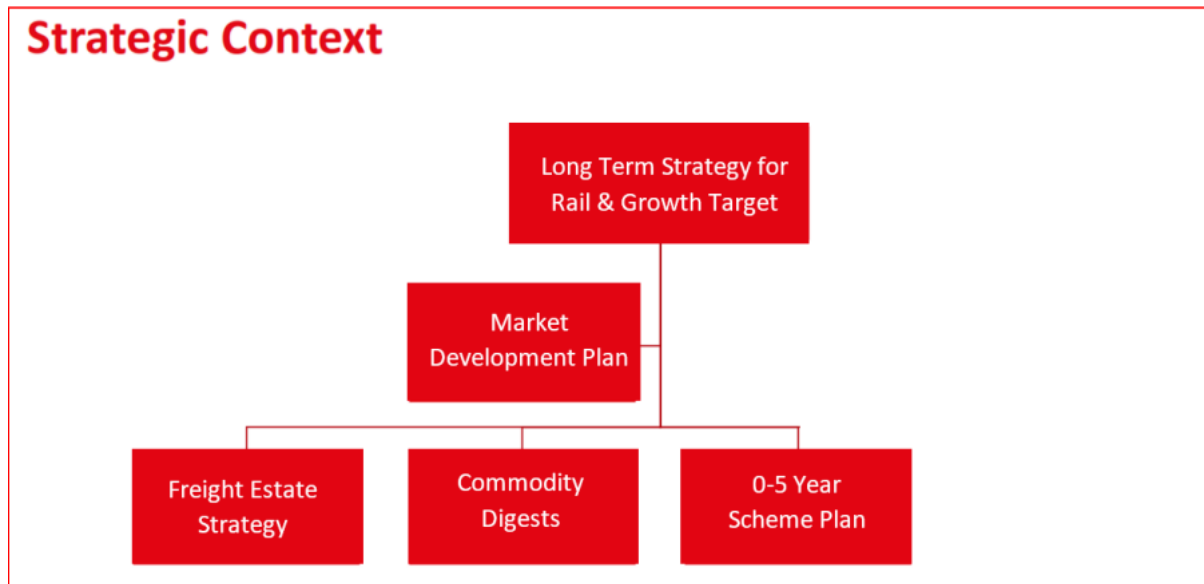 Strategic Context
Long Term Strategy for
Rail & Growth Target
Market
Development Plan
Freight Estate
Strategy
Commodity
Digests
0-5 Year
Scheme Plan